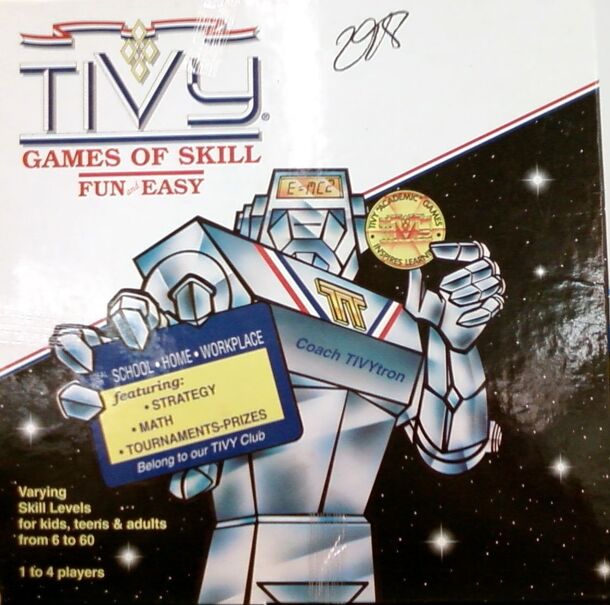 2918
TIVY®
GAMES OF SKILL
FUN and EASY
E=MC2
TIVY "ACADEMIC" GAMES
INSPIRES LEARN
TT
SCHOOL • HOME • WORKPLACE
featuring:
• STRATEGY
• MATH
• TOURNAMENTS-PRIZES
Belong to our TIVY Club
Coach TIVYtron
Varying
Skill Levels
for kids, teens & adults
from 6 to 60
1 to 4 players